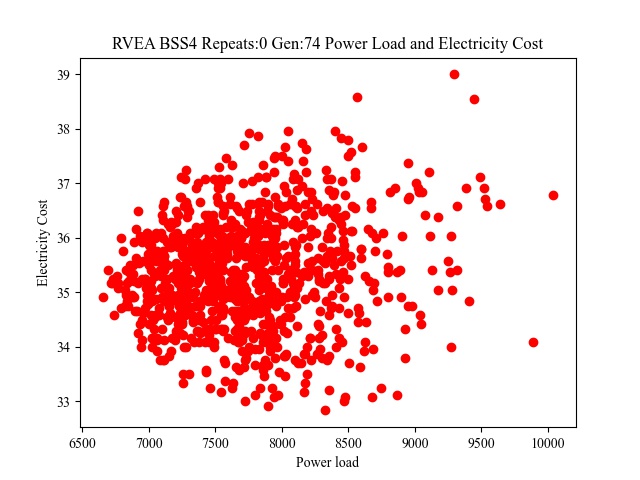 RVEA BSS4 Repeats:0 Gen:74 Power Load and Electricity Cost
39
38
37
36
35
34
33
Electricity Cost
6500 7000 7500 8000 8500 9000 9500 10000
Power load